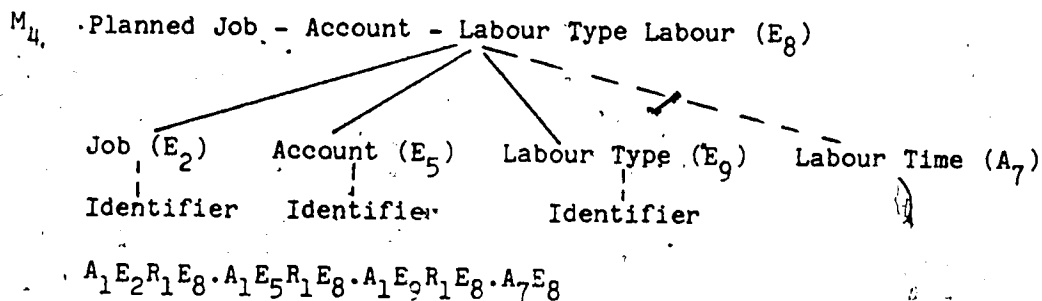 M₄. Planned Job - Account - Labour Type Labour (E₈)
Job (E₂) Account (E₅) Labour Type (E₉) Labour Time (A₇)
Identifier Identifier Identifier
A₁E₂R₁E₈.A₁E₅R₁E₈.A₁E₉R₁E₈.A₇E₈